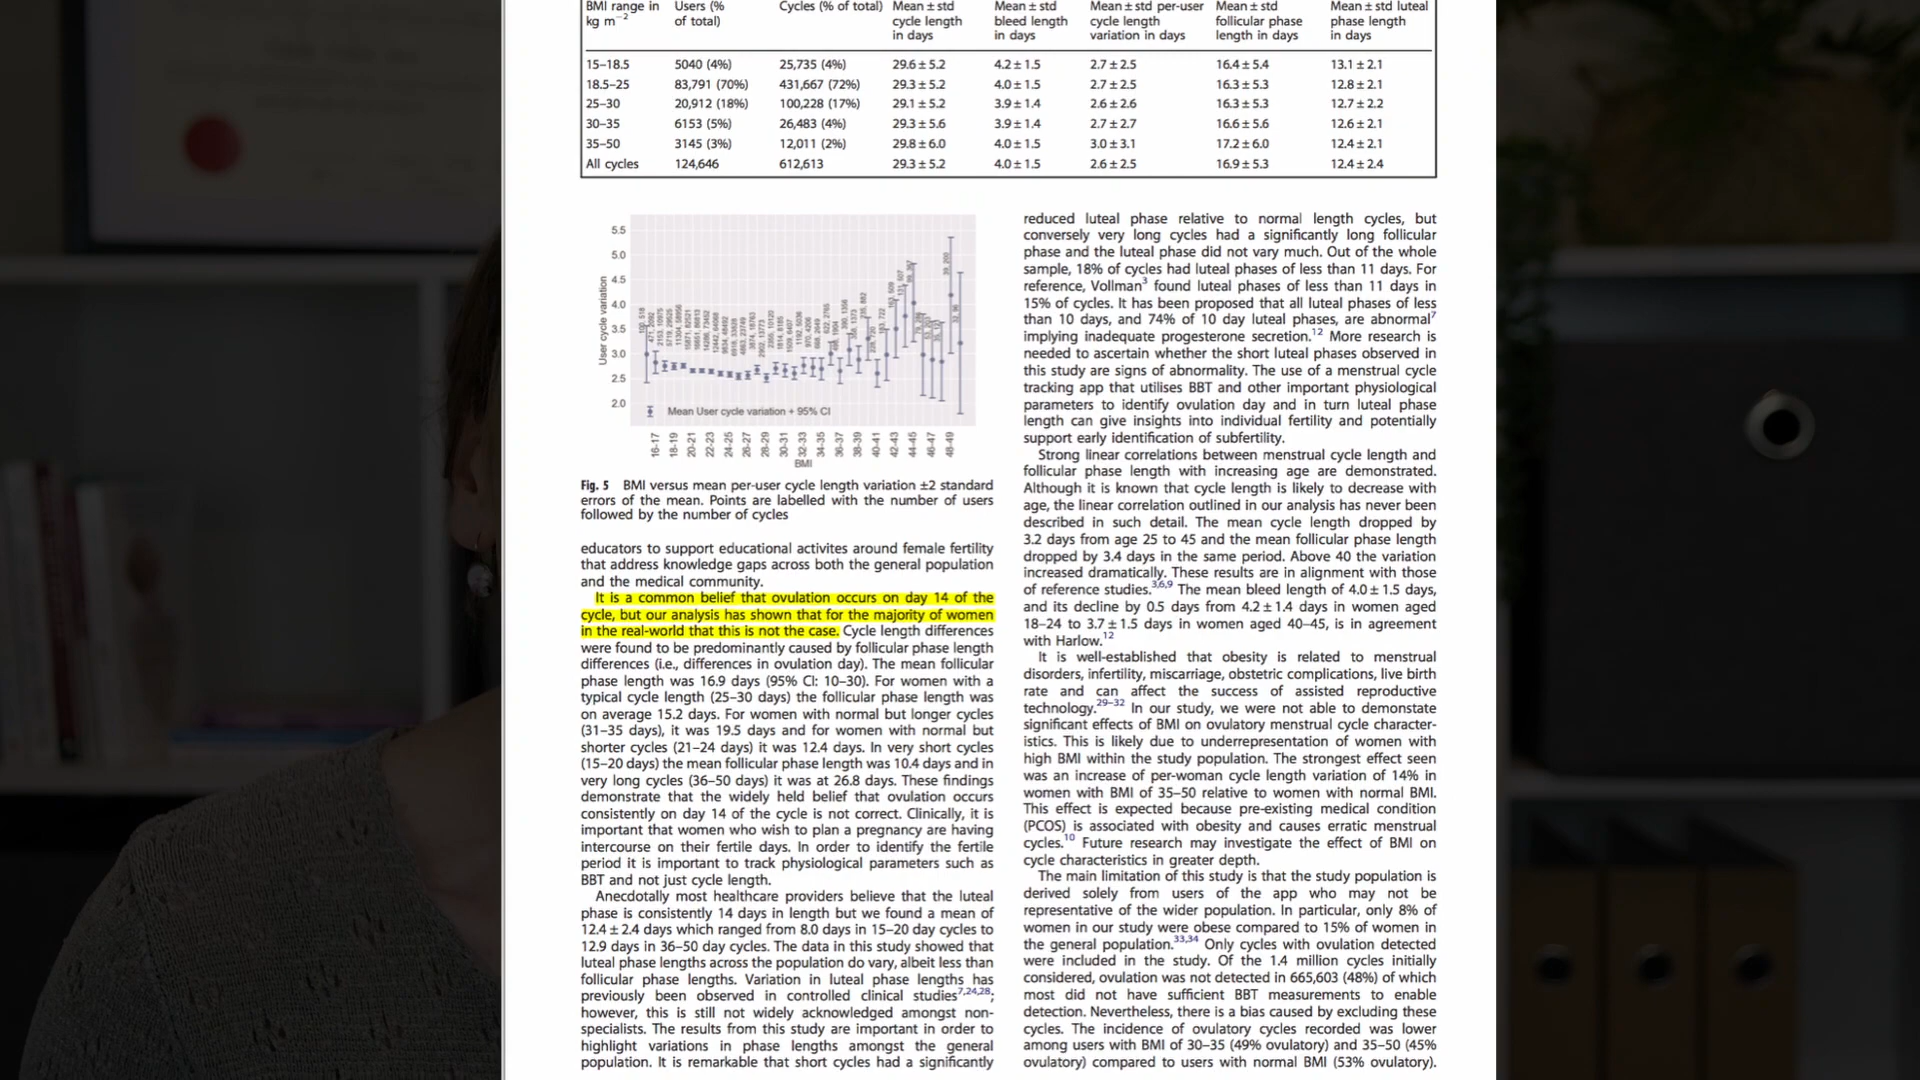 BMI range in kg m−2 Users (% of total) Cycles (% of total) Mean ± std cycle length in days Mean ± std bleed length in days Mean ± std per-user cycle length variation in days Mean ± std follicular phase length in days Mean ± std luteal phase length in days
15–18.5 5040 (4%) 25,735 (4%) 29.6 ± 5.2 4.2 ± 1.5 2.7 ± 2.5 16.4 ± 5.4 13.1 ± 2.1
18.5–25 83,791 (70%) 431,667 (72%) 29.3 ± 5.2 4.0 ± 1.5 2.7 ± 2.5 16.3 ± 5.3 12.8 ± 2.1
25–30 20,912 (18%) 100,228 (17%) 29.1 ± 5.2 3.9 ± 1.4 2.6 ± 2.6 16.3 ± 5.3 12.7 ± 2.2
30–35 6153 (5%) 26,483 (4%) 29.3 ± 5.6 3.9 ± 1.4 2.7 ± 2.7 16.6 ± 5.6 12.6 ± 2.1
35–50 3145 (3%) 12,011 (2%) 29.8 ± 6.0 4.0 ± 1.5 3.0 ± 3.1 17.2 ± 6.0 12.4 ± 2.1
All cycles 124,646 612,613 29.3 ± 5.2 4.0 ± 1.5 2.6 ± 2.5 16.9 ± 5.3 12.4 ± 2.4
User cycle variation
5.5
5.0
4.5
4.0
3.5
3.0
2.5
2.0
Mean User cycle variation + 95% CI
16-17 18-19 20-21 22-23 24-25 26-27 28-29 30-31 32-33 34-35 36-37 38-39 40-41 42-43 44-45 46-47 48-49
BMI
Fig. 5 BMI versus mean per-user cycle length variation ±2 standard
errors of the mean. Points are labelled with the number of users
followed by the number of cycles
educators to support educational activites around female fertility
that address knowledge gaps across both the general population
and the medical community.
It is a common belief that ovulation occurs on day 14 of the
cycle, but our analysis has shown that for the majority of women
in the real-world that this is not the case. Cycle length differences
were found to be predominantly caused by follicular phase length
differences (i.e., differences in ovulation day). The mean follicular
phase length was 16.9 days (95% CI: 10–30). For women with a
typical cycle length (25–30 days) the follicular phase length was
on average 15.2 days. For women with normal but longer cycles
(31–35 days), it was 19.5 days and for women with normal but
shorter cycles (21–24 days) it was 12.4 days. In very short cycles
(15–20 days) the mean follicular phase length was 10.4 days and in
very long cycles (36–50 days) it was at 26.8 days. These findings
demonstrate that the widely held belief that ovulation occurs
consistently on day 14 of the cycle is not correct. Clinically, it is
important that women who wish to plan a pregnancy are having
intercourse on their fertile days. In order to identify the fertile
period it is important to track physiological parameters such as
BBT and not just cycle length.
Anecdotally most healthcare providers believe that the luteal
phase is consistently 14 days in length but we found a mean of
12.4 ± 2.4 days which ranged from 8.0 days in 15–20 day cycles to
12.9 days in 36–50 day cycles. The data in this study showed that
luteal phase lengths across the population do vary, albeit less than
follicular phase lengths. Variation in luteal phase lengths has
previously been observed in controlled clinical studies7,24,28;
however, this is still not widely acknowledged amongst non-
specialists. The results from this study are important in order to
highlight variations in phase lengths amongst the general
population. It is remarkable that short cycles had a significantly
reduced luteal phase relative to normal length cycles, but
conversely very long cycles had a significantly long follicular
phase and the luteal phase did not vary much. Out of the whole
sample, 18% of cycles had luteal phases of less than 11 days. For
reference, Vollman3 found luteal phases of less than 11 days in
15% of cycles. It has been proposed that all luteal phases of less
than 10 days, and 74% of 10 day luteal phases, are abnormal7
implying inadequate progesterone secretion.12 More research is
needed to ascertain whether the short luteal phases observed in
this study are signs of abnormality. The use of a menstrual cycle
tracking app that utilises BBT and other important physiological
parameters to identify ovulation day and in turn luteal phase
length can give insights into individual fertility and potentially
support early identification of subfertility.
Strong linear correlations between menstrual cycle length and
follicular phase length with increasing age are demonstrated.
Although it is known that cycle length is likely to decrease with
age, the linear correlation outlined in our analysis has never been
described in such detail. The mean cycle length dropped by
3.2 days from age 25 to 45 and the mean follicular phase length
dropped by 3.4 days in the same period. Above 40 the variation
increased dramatically. These results are in alignment with those
of reference studies.3,6,9 The mean bleed length of 4.0 ± 1.5 days,
and its decline by 0.5 days from 4.2 ± 1.4 days in women aged
18–24 to 3.7 ± 1.5 days in women aged 40–45, is in agreement
with Harlow.12
It is well-established that obesity is related to menstrual
disorders, infertility, miscarriage, obstetric complications, live birth
rate and can affect the success of assisted reproductive
technology.29–32 In our study, we were not able to demonstate
significant effects of BMI on ovulatory menstrual cycle character-
istics. This is likely due to underrepresentation of women with
high BMI within the study population. The strongest effect seen
was an increase of per-woman cycle length variation of 14% in
women with BMI of 35–50 relative to women with normal BMI.
This effect is expected because pre-existing medical condition
(PCOS) is associated with obesity and causes erratic menstrual
cycles.10 Future research may investigate the effect of BMI on
cycle characteristics in greater depth.
The main limitation of this study is that the study population is
derived solely from users of the app who may not be
representative of the wider population. In particular, only 8% of
women in our study were obese compared to 15% of women in
the general population.33,34 Only cycles with ovulation detected
were included in the study. Of the 1.4 million cycles initially
considered, ovulation was not detected in 665,603 (48%) of which
most did not have sufficient BBT measurements to enable
detection. Nevertheless, there is a bias caused by excluding these
cycles. The incidence of ovulatory cycles recorded was lower
among users with BMI of 30–35 (49% ovulatory) and 35–50 (45%
ovulatory) compared to users with normal BMI (53% ovulatory).